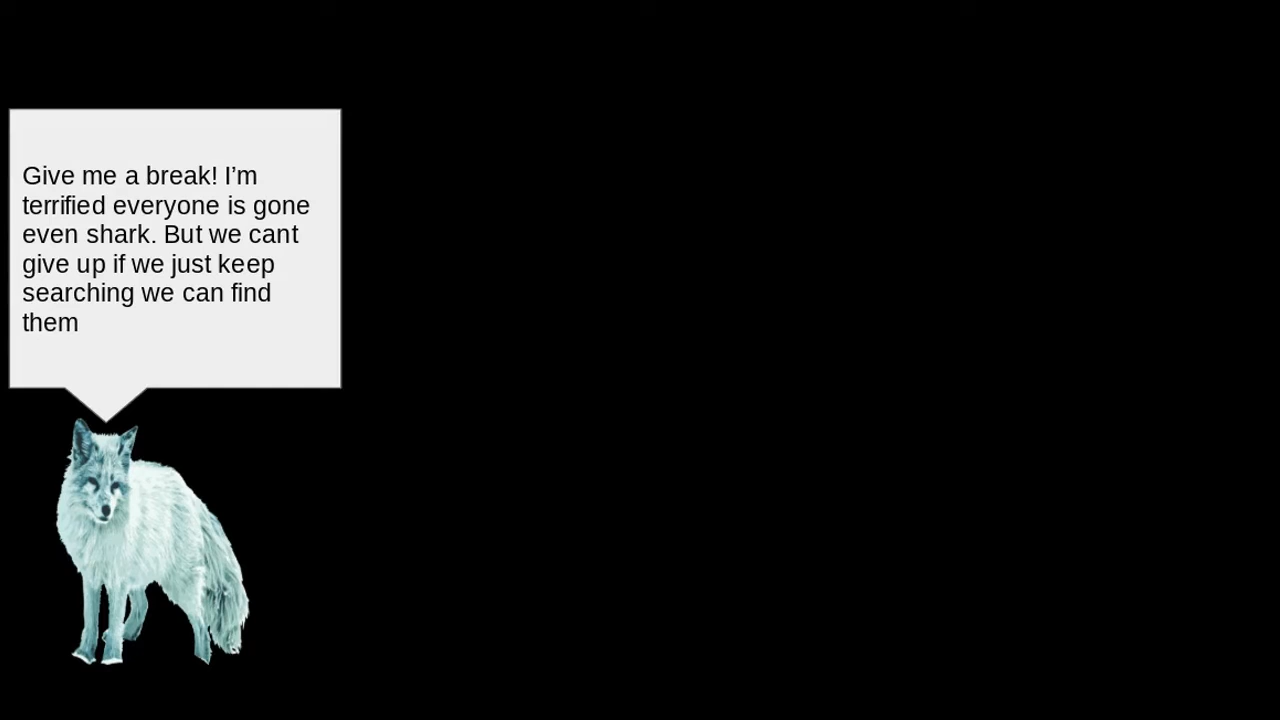 Give me a break! I’m
terrified everyone is gone
even shark. But we cant
give up if we just keep
searching we can find
them